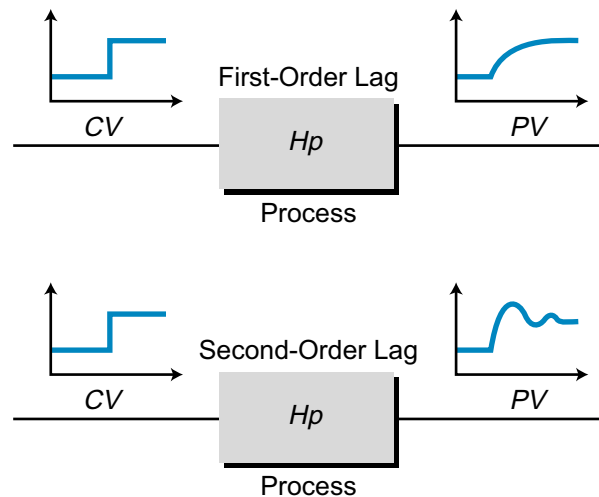 First-Order Lag
CV
Hp
PV
Process
Second-Order Lag
CV
Hp
PV
Process